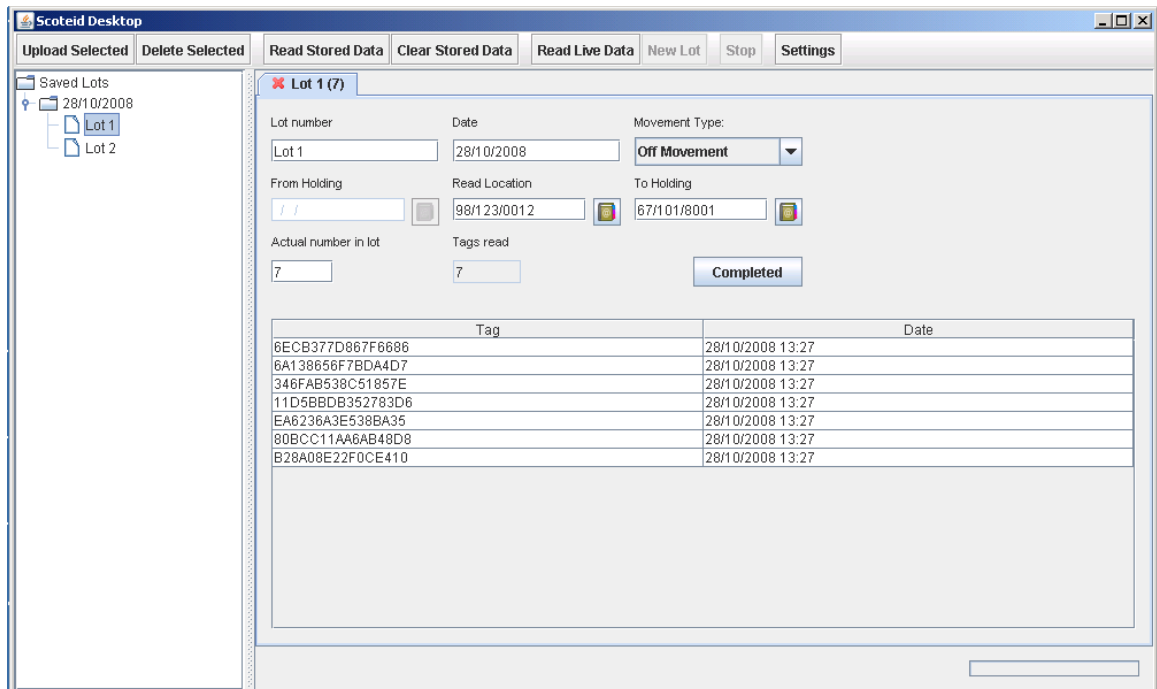 Scoteid Desktop
Upload Selected Delete Selected Read Stored Data Clear Stored Data Read Live Data New Lot Stop Settings
Saved Lots
28/10/2008
Lot 1
Lot 2
Lot 1 (7)
Lot number Date Movement Type:
Lot 1 28/10/2008 Off Movement
From Holding Read Location To Holding
/ / 98/123/0012 67/101/8001
Actual number in lot Tags read
7 7 Completed
Tag Date
6ECB377D867F6686 28/10/2008 13:27
6A138656F7BDA4D7 28/10/2008 13:27
346FAB538C51857E 28/10/2008 13:27
11D5BBDB352783D6 28/10/2008 13:27
EA6236A3E538BA35 28/10/2008 13:27
80BCC11AA6AB48D8 28/10/2008 13:27
B28A08E22F0CE410 28/10/2008 13:27